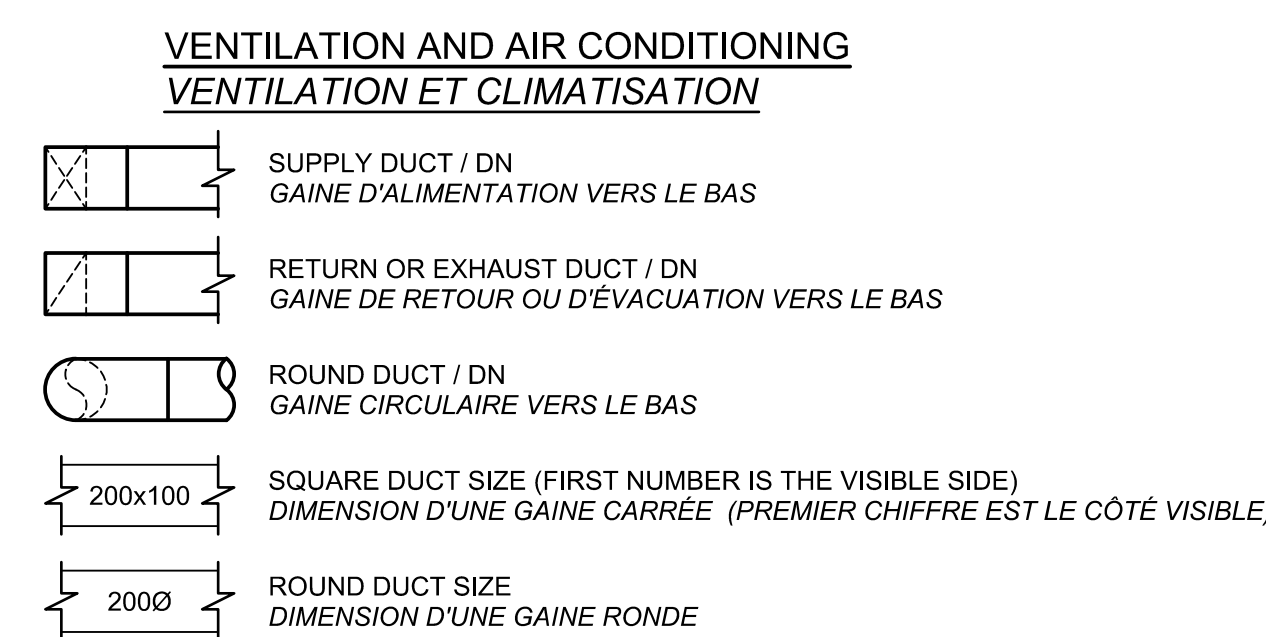 VENTILATION AND AIR CONDITIONING
VENTILATION ET CLIMATISATION
SUPPLY DUCT / DN
GAINE D'ALIMENTATION VERS LE BAS
RETURN OR EXHAUST DUCT / DN
GAINE DE RETOUR OU D'ÉVACUATION VERS LE BAS
ROUND DUCT / DN
GAINE CIRCULAIRE VERS LE BAS
200x100
SQUARE DUCT SIZE (FIRST NUMBER IS THE VISIBLE SIDE)
DIMENSION D'UNE GAINE CARRÉE (PREMIER CHIFFRE EST LE CÔTÉ VISIBLE)
200Ø
ROUND DUCT SIZE
DIMENSION D'UNE GAINE RONDE